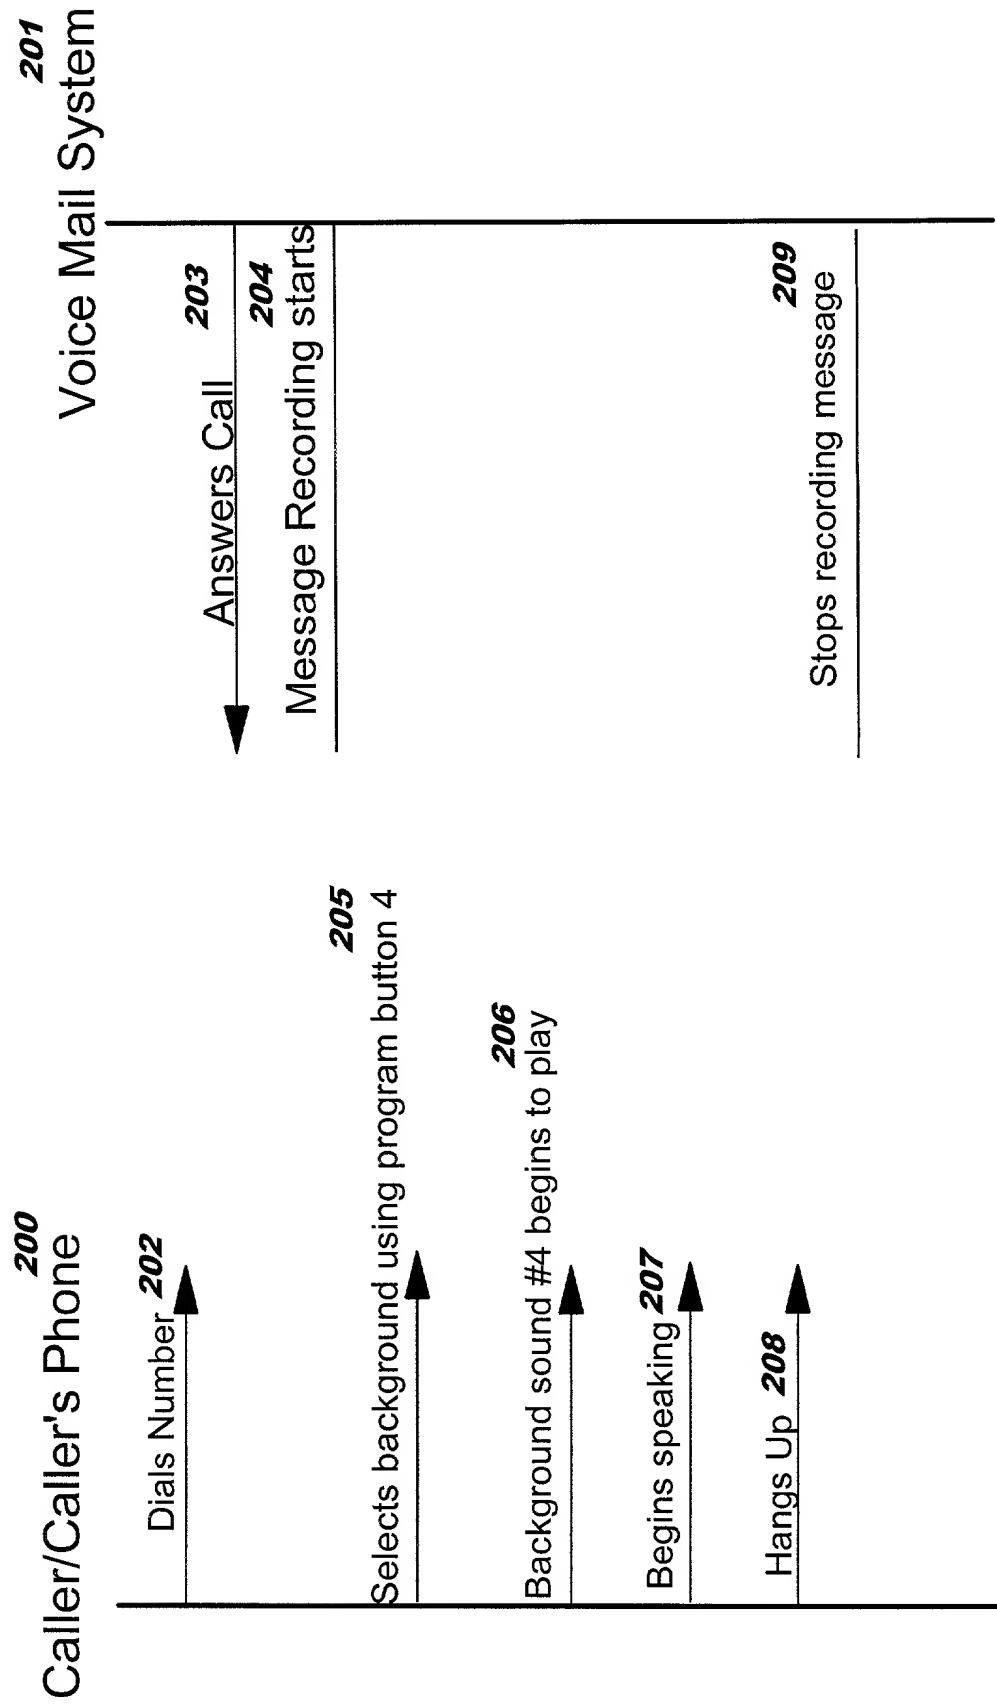 200
Caller/Caller's Phone
201
Voice Mail System
Dials Number 202
203
Answers Call
204
Message Recording starts
205
Selects background using program button 4
206
Background sound #4 begins to play
Begins speaking 207
Hangs Up 208
209
Stops recording message